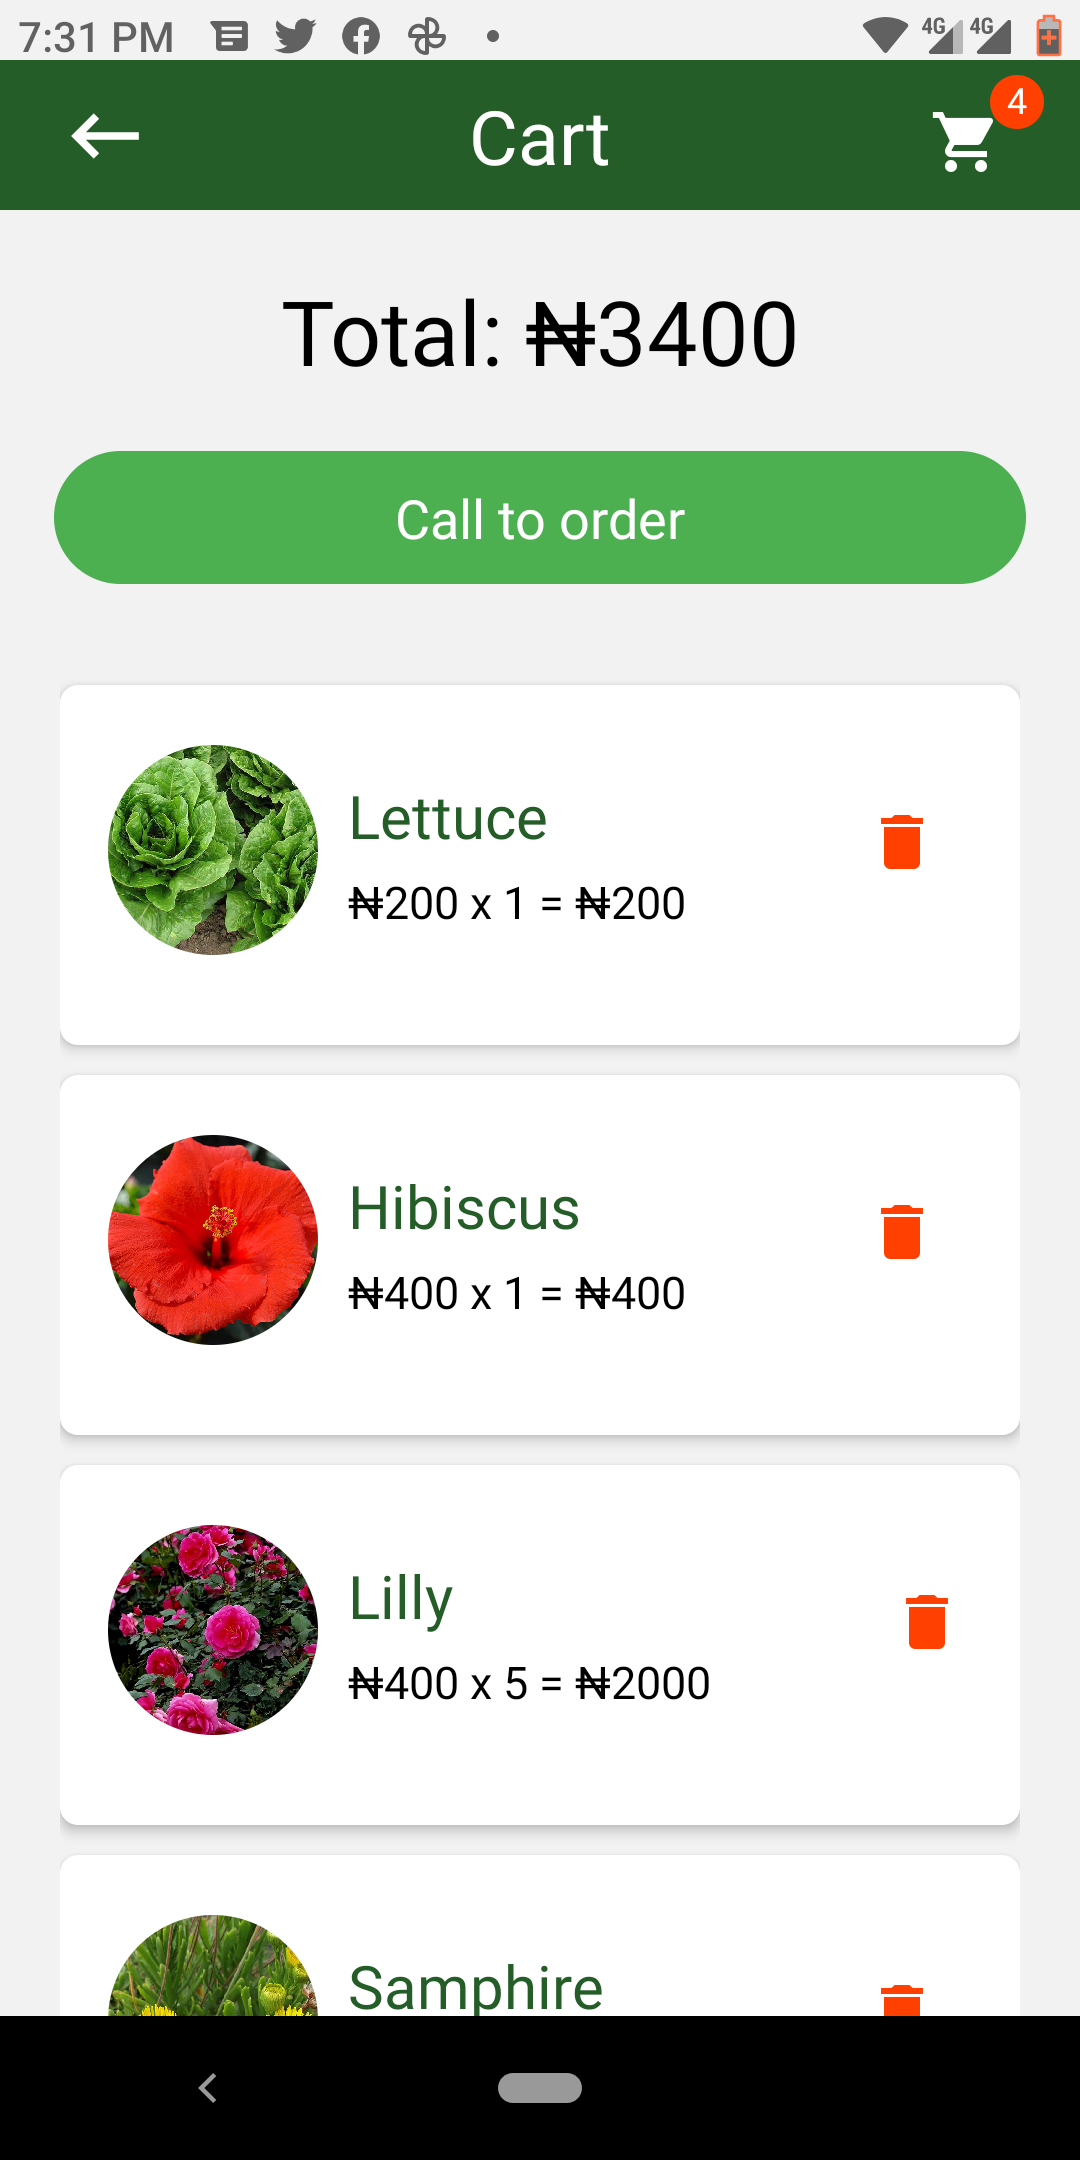 7:31 PM
4G 4G
Cart
4
Total: ₦3400
Call to order
Lettuce
₦200 x 1 = ₦200
Hibiscus
₦400 x 1 = ₦400
Lilly
₦400 x 5 = ₦2000
Samphire